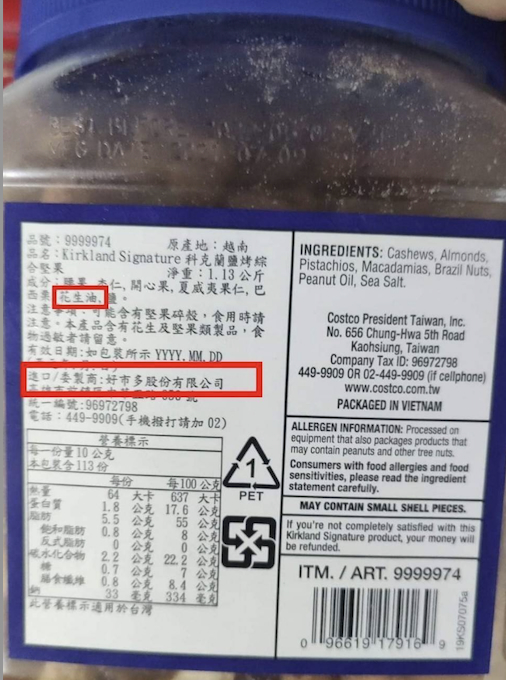 品號：9999974 原產地：越南
品名：Kirkland Signature 科克蘭鹽烤綜
合堅果 淨重：1.13 公斤
成分：腰果、杏仁, 開心果, 夏威夷果仁, 巴
西栗, 花生油, 鹽。
注意事項：可能含有堅果碎殼，食用時請
注意。本產品含有花生及堅果類製品，食
物過敏者請留意。
有效日期：如包裝所示 YYYY.MM.DD
進口/委製商：好市多股份有限公司
統一編號：96972798
電話：449-9909(手機撥打請加 02)
營養標示
每一份量 10 公克
本包裝含 113 份
每份 每100 公克
熱量 64 大卡 637 大卡
蛋白質 1.8 公克 17.6 公克
脂肪 5.5 公克 55 公克
飽和脂肪 0.8 公克 8 公克
反式脂肪 0 公克 0 公克
碳水化合物 2.2 公克 22.2 公克
糖 0.7 公克 7 公克
膳食纖維 0.8 公克 8.4 公克
鈉 33 毫克 334 毫克
此營養標示適用於台灣
1
PET
INGREDIENTS: Cashews, Almonds,
Pistachios, Macadamias, Brazil Nuts,
Peanut Oil, Sea Salt.
Costco President Taiwan, Inc.
No. 656 Chung-Hwa 5th Road
Kaohsiung, Taiwan
Company Tax ID: 96972798
449-9909 OR 02-449-9909 (if cellphone)
www.costco.com.tw
PACKAGED IN VIETNAM
ALLERGEN INFORMATION: Processed on
equipment that also packages products that
may contain peanuts and other tree nuts.
Consumers with food allergies and food
sensitivities, please read the ingredient
statement carefully.
MAY CONTAIN SMALL SHELL PIECES.
If you're not completely satisfied with this
Kirkland Signature product, your money will
be refunded.
ITM. / ART. 9999974
0 96619 17916 9
19KS07075a